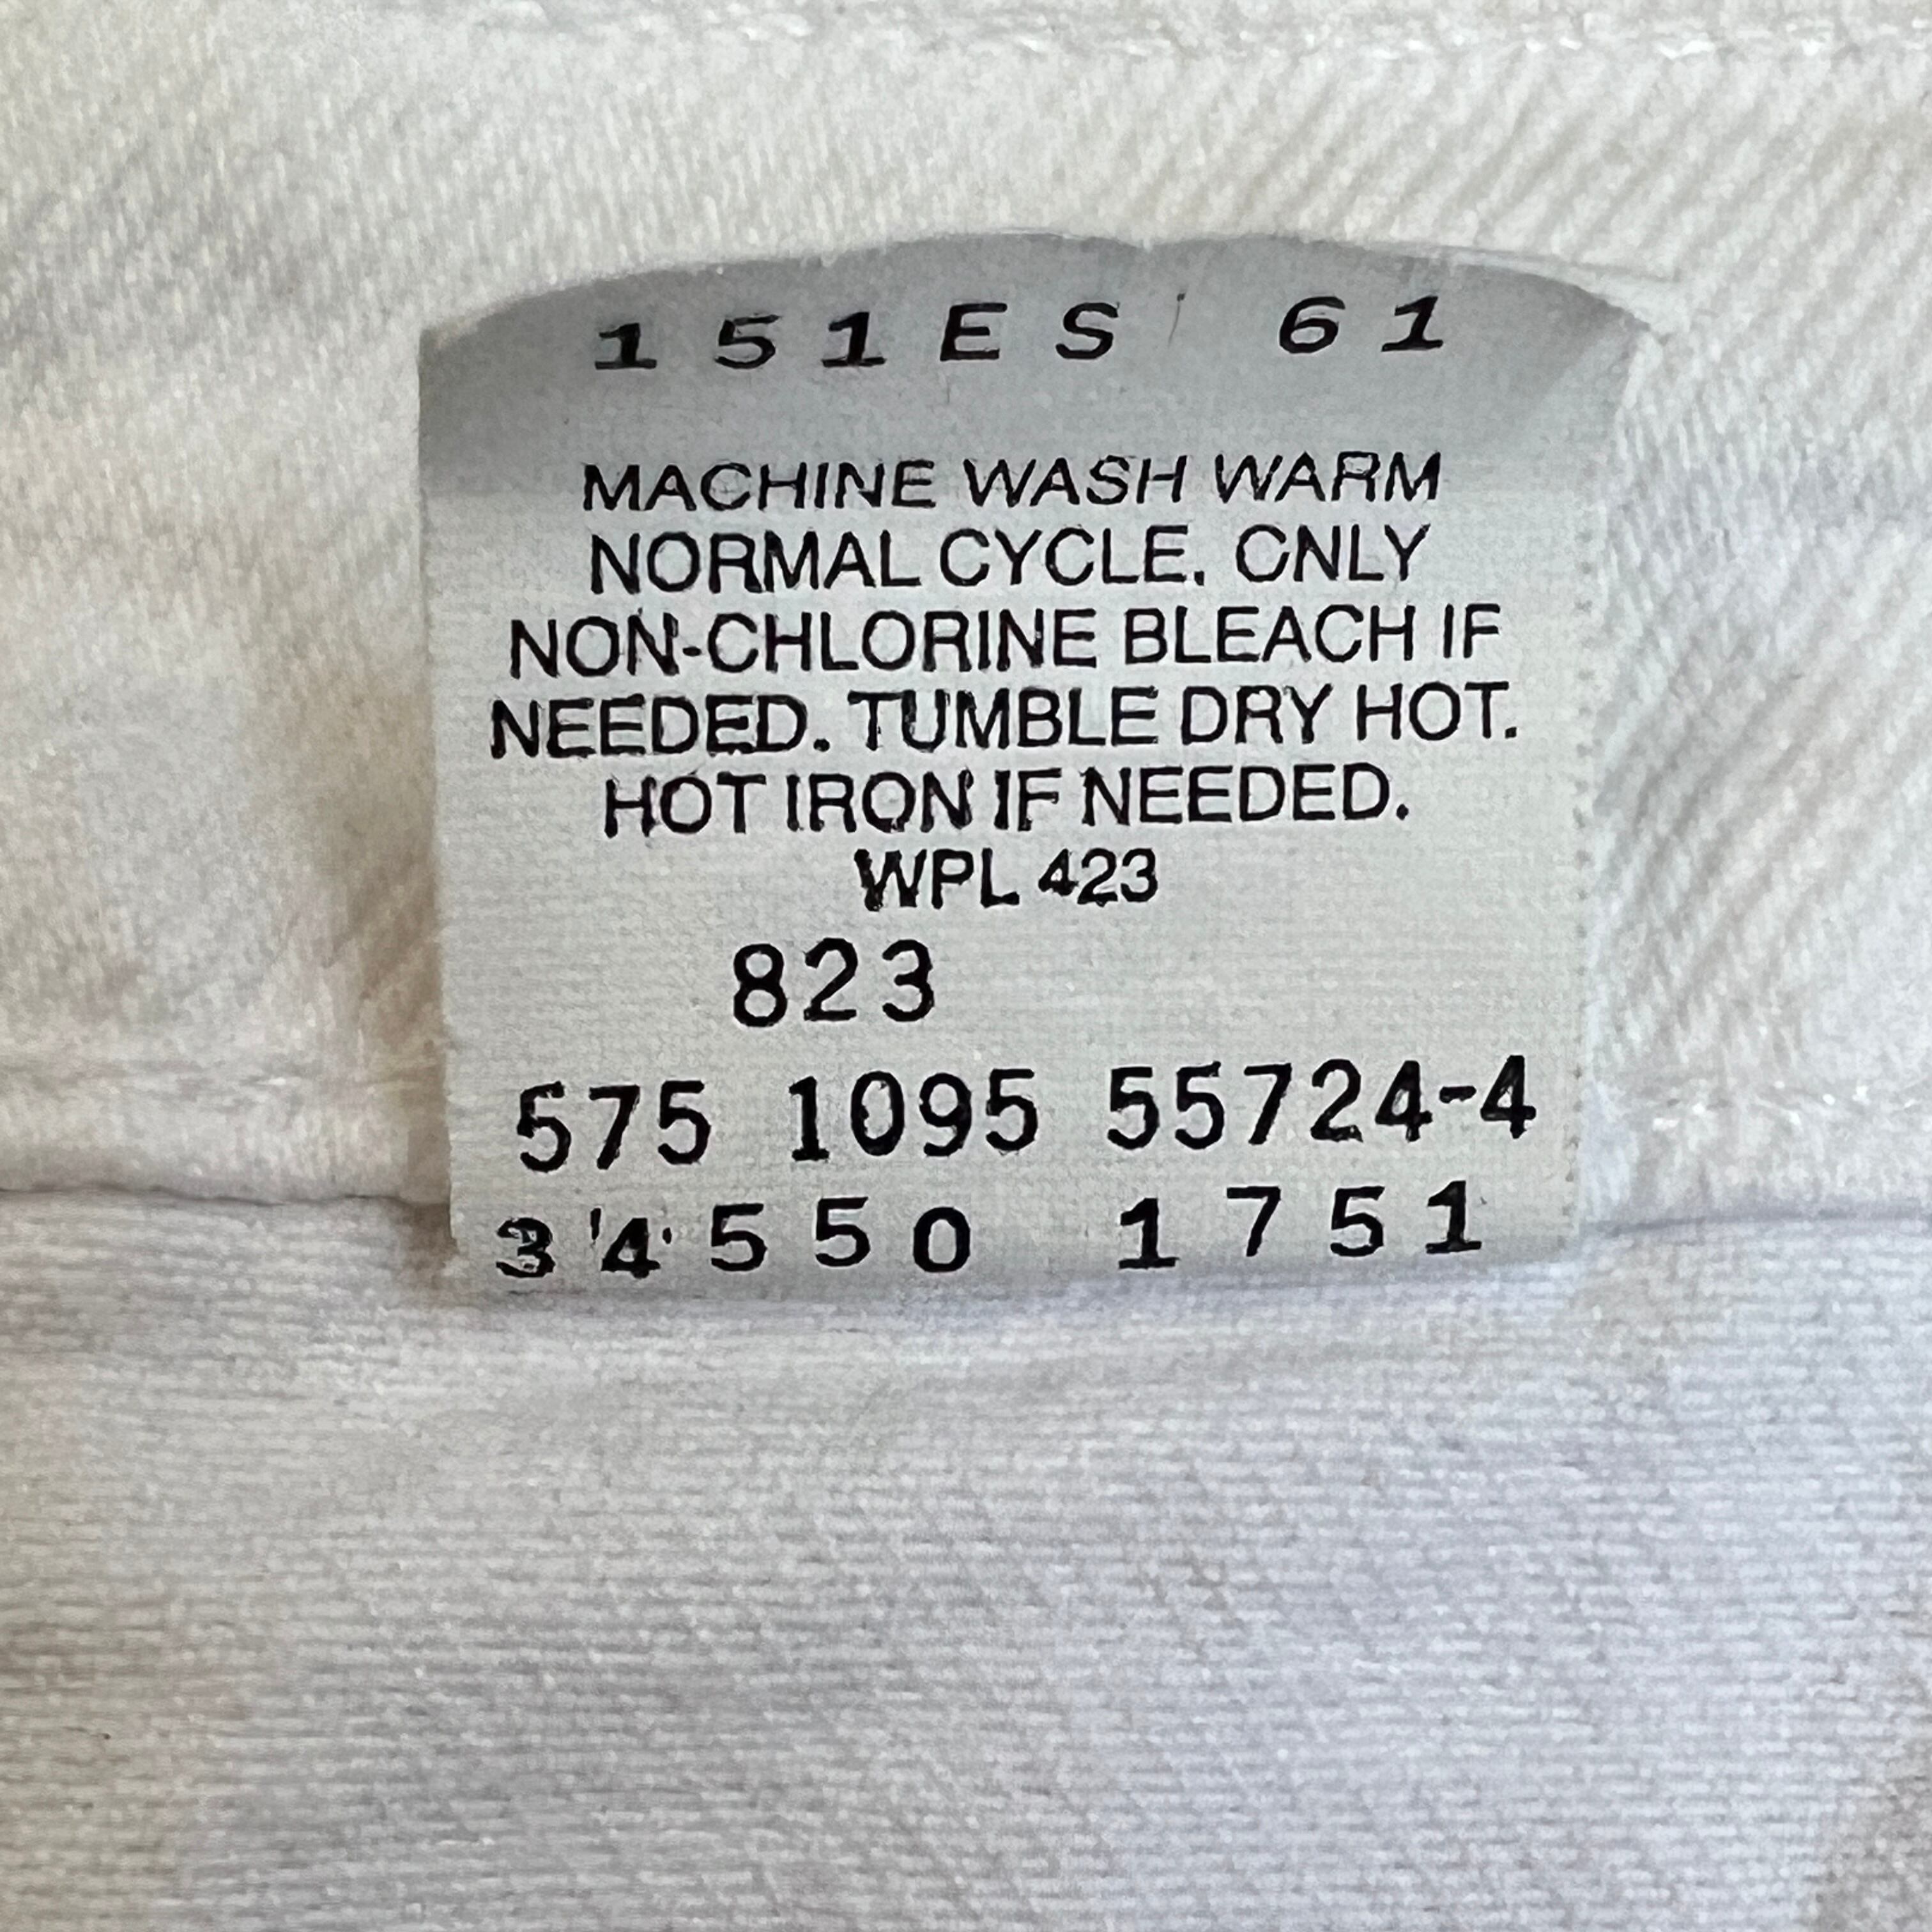 151ES 61
MACHINE WASH WARM
NORMAL CYCLE. ONLY
NON-CHLORINE BLEACH IF
NEEDED. TUMBLE DRY HOT.
HOT IRON IF NEEDED.
WPL 423
823
575 1095 55724-4
34550 1751